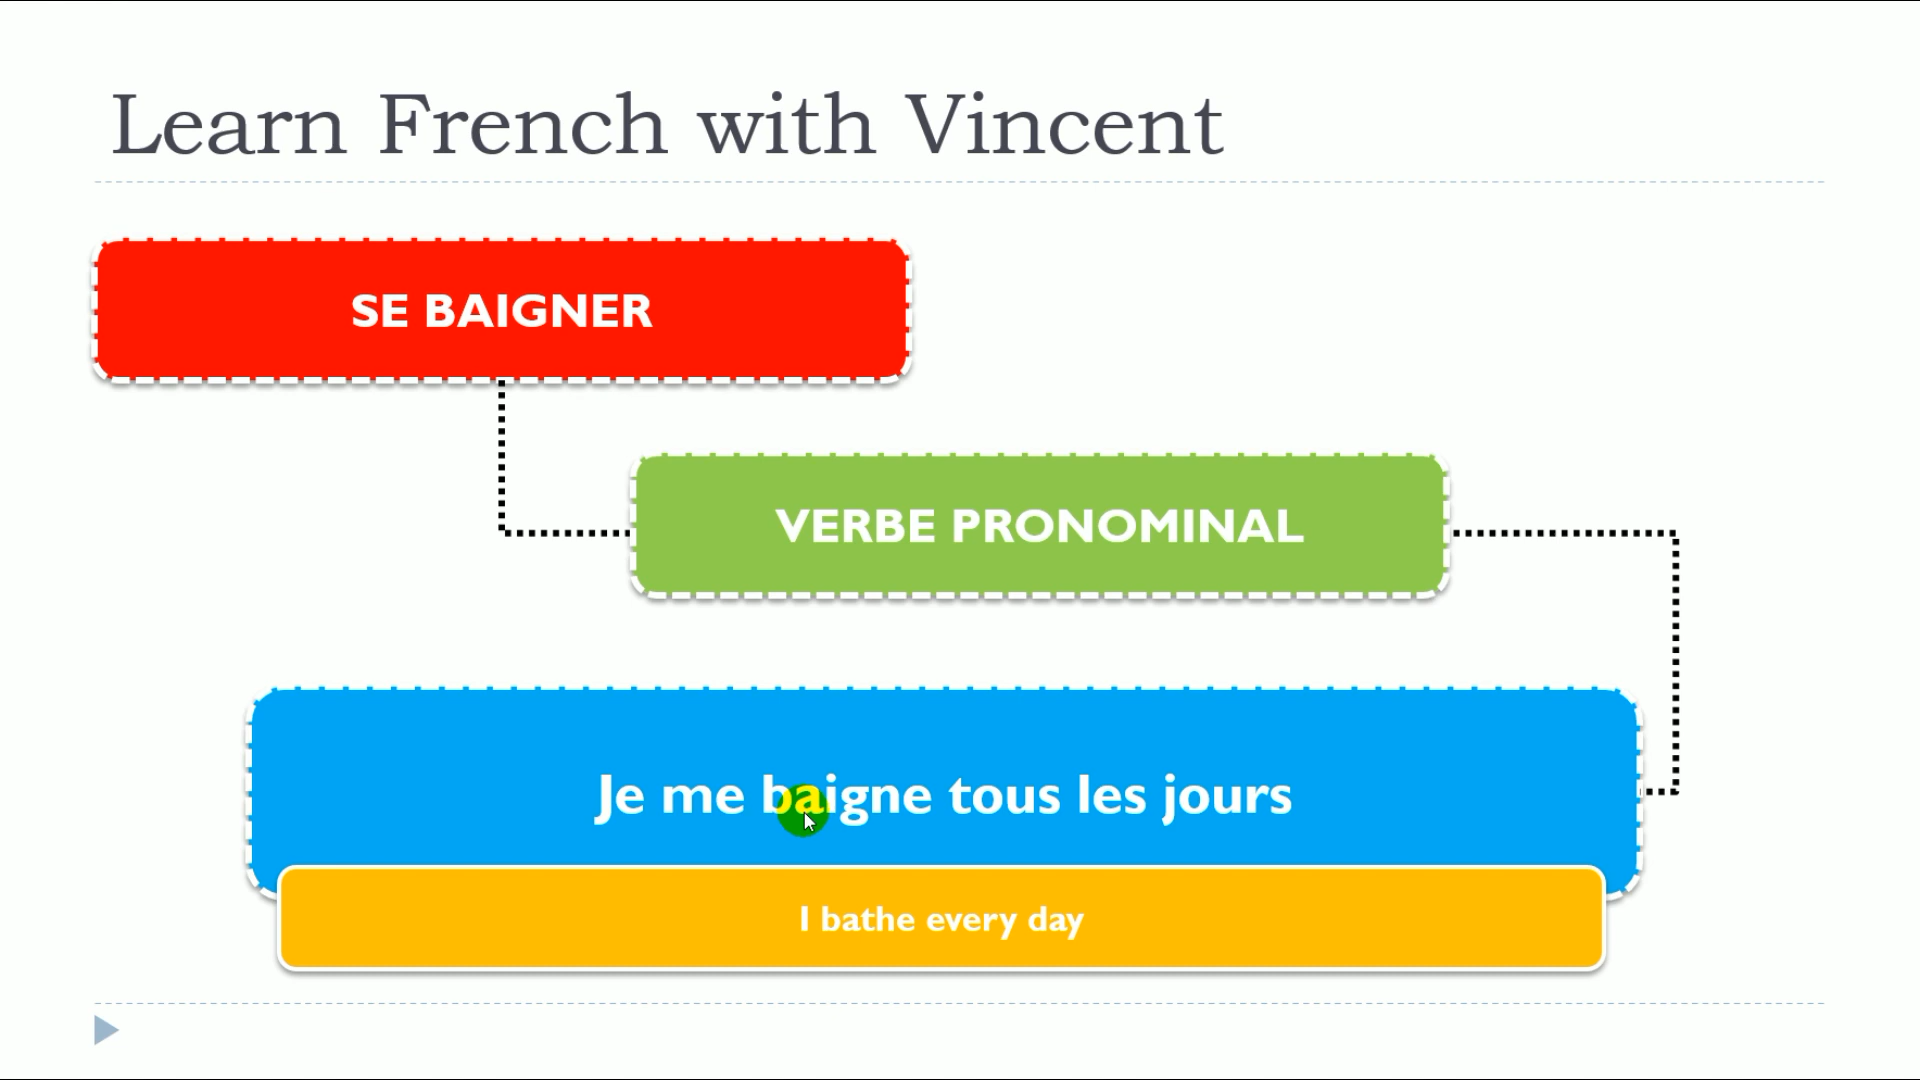 Learn French with Vincent
SE BAIGNER
VERBE PRONOMINAL
Je me baigne tous les jours
I bathe every day